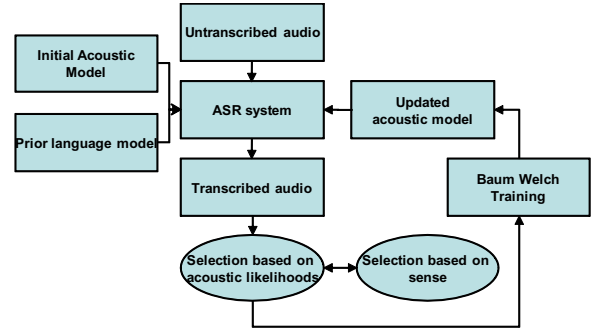 Untranscribed audio
Initial Acoustic
Model
ASR system
Updated
acoustic model
Prior language model
Transcribed audio
Baum Welch
Training
Selection based on
acoustic likelihoods
Selection based on
sense